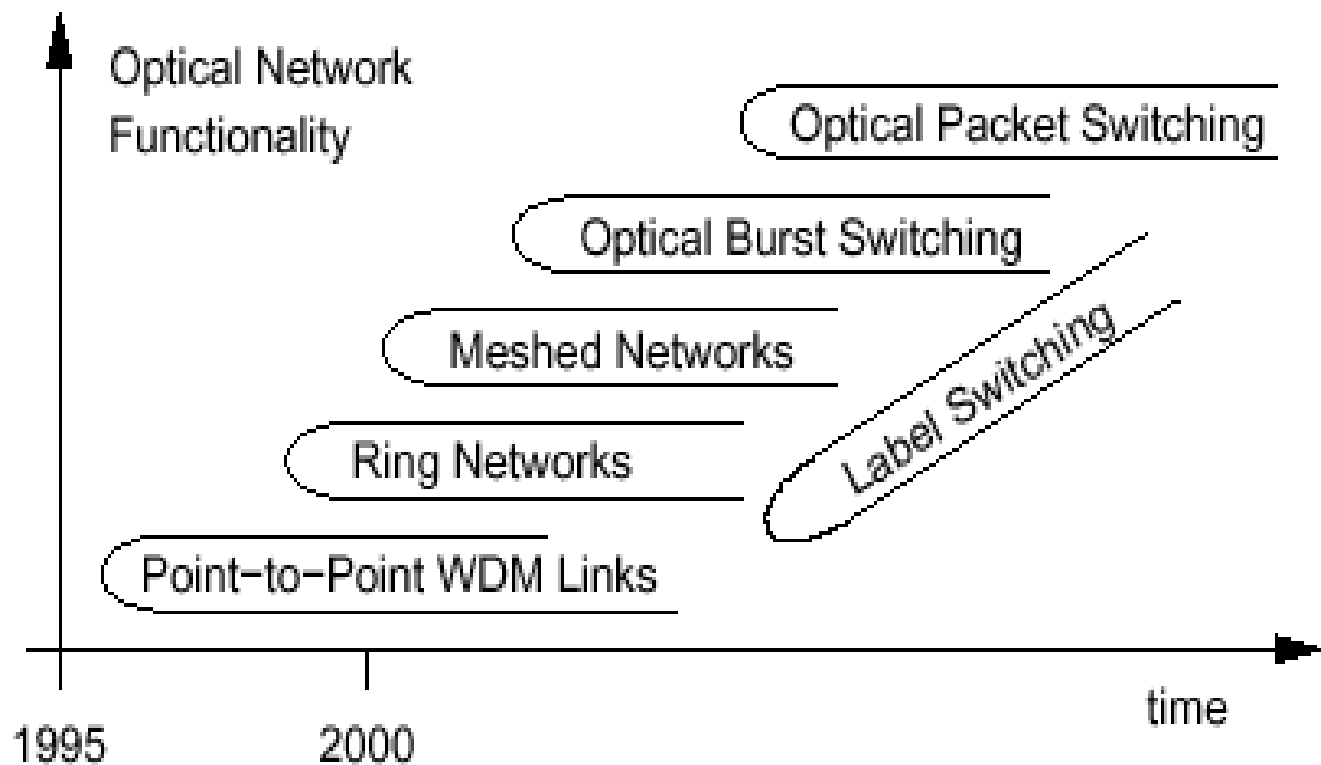 Optical Network
Functionality
Optical Packet Switching
Optical Burst Switching
Meshed Networks
Label Switching
Ring Networks
Point-to-Point WDM Links
time
1995
2000